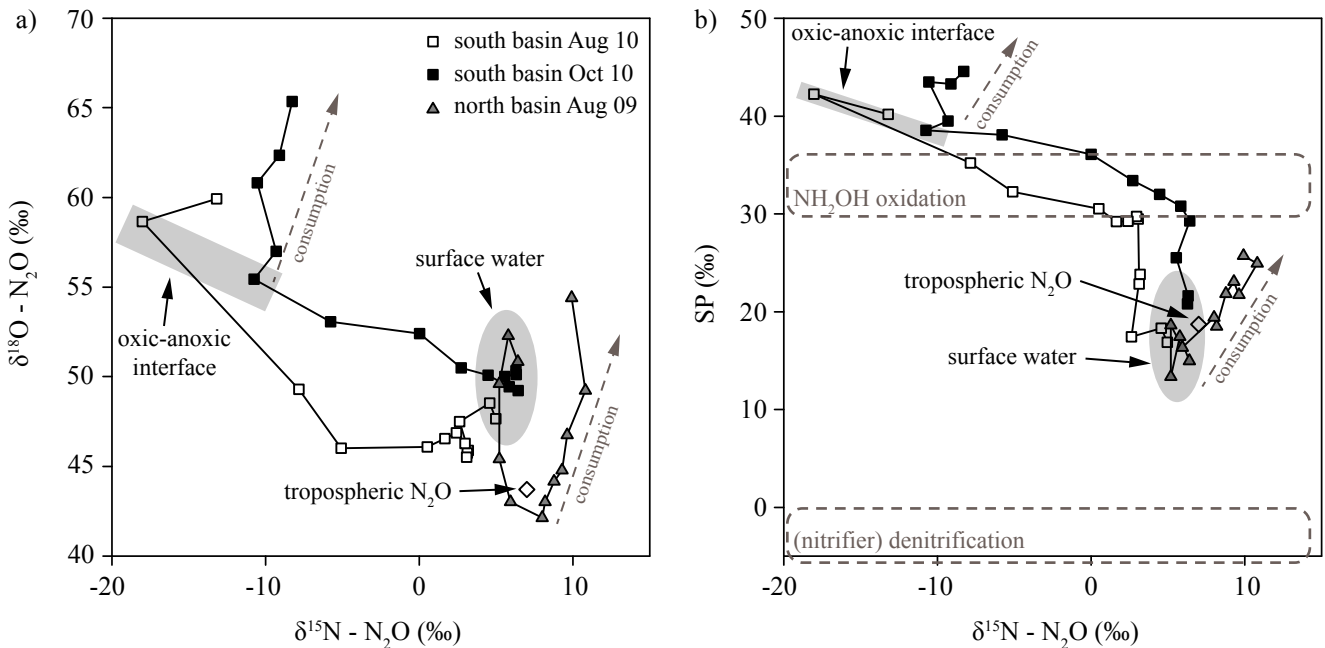 a)
70
65
60
55
50
45
40
-20
-10
0
10
δ¹⁸O - N₂O (‰)
δ¹⁵N - N₂O (‰)
south basin Aug 10
south basin Oct 10
north basin Aug 09
consumption
oxic-anoxic
interface
surface water
tropospheric N₂O
consumption
b)
50
40
30
20
10
0
-20
-10
0
10
SP (‰)
δ¹⁵N - N₂O (‰)
oxic-anoxic interface
consumption
NH₂OH oxidation
tropospheric
N₂O
surface water
consumption
(nitrifier) denitrification